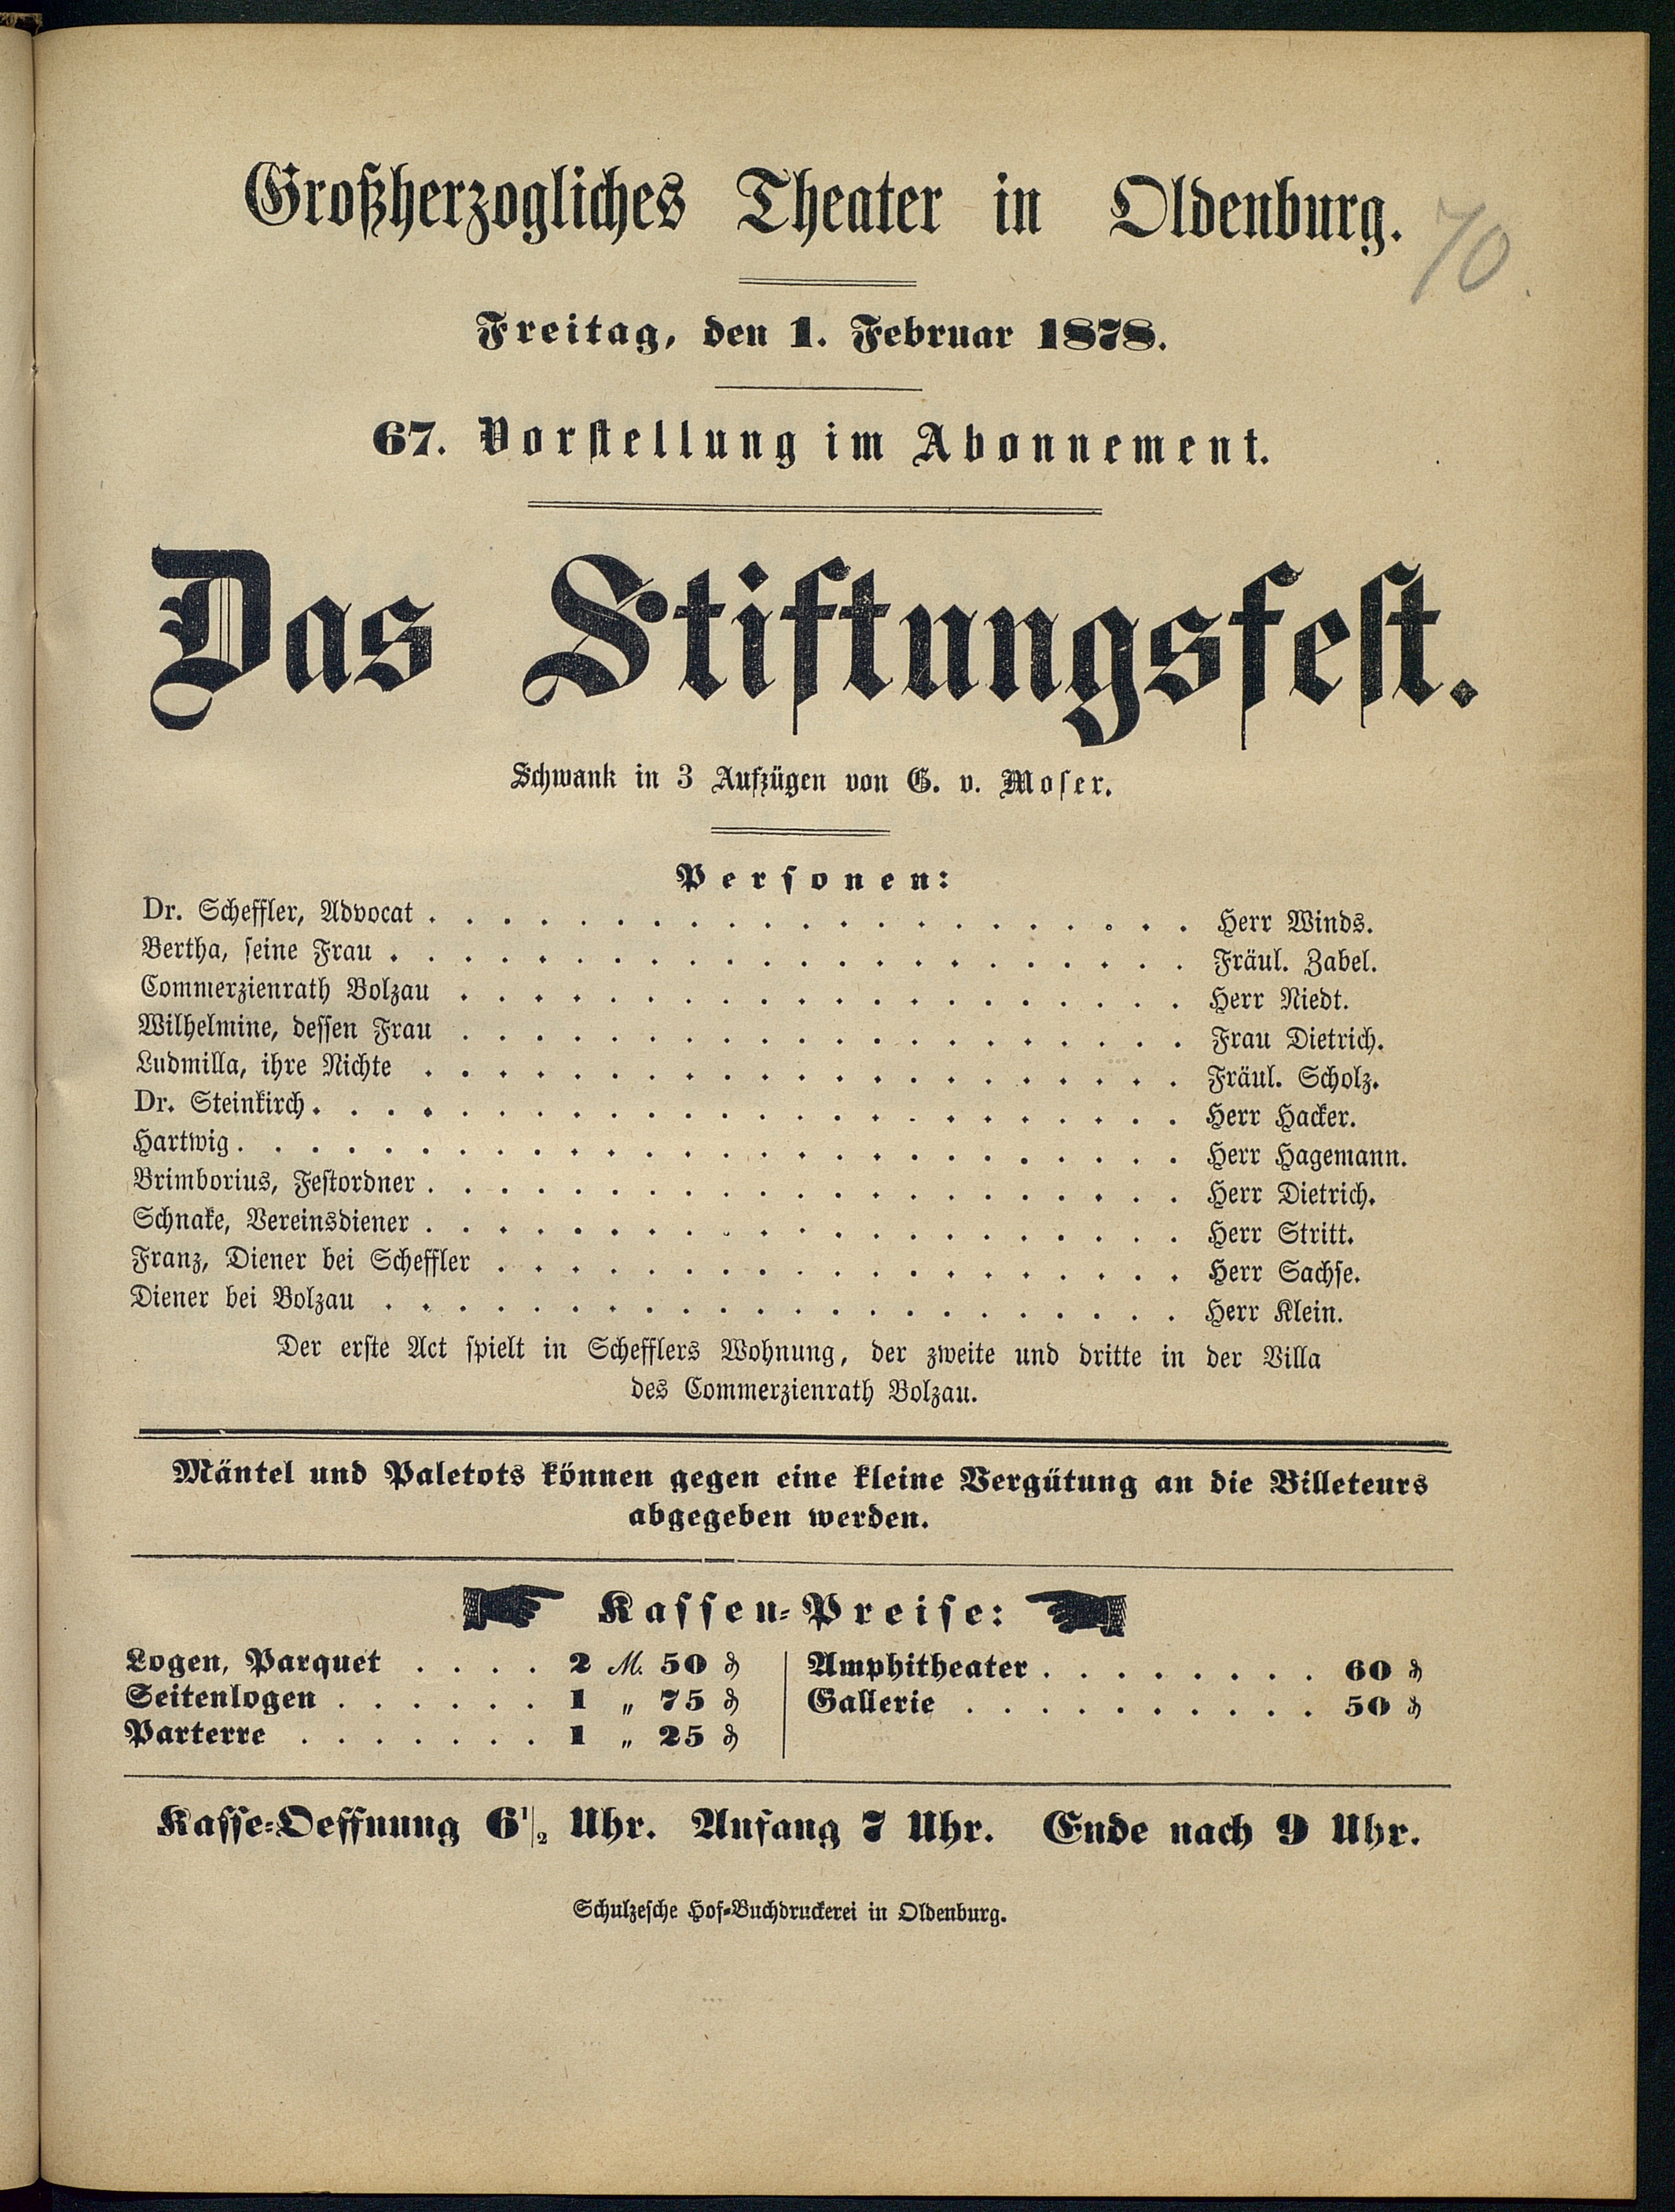 Großherzogliches Theater in Oldenburg.
70.
Freitag, den 1. Februar 1878.
67. Vorstellung im Abonnement.
Das Stiftungsfest.
Schwank in 3 Aufzügen von G. v. Moser.
Personen:
Dr. Scheffler, Advocat . . . . . Herr Winds.
Bertha, seine Frau . . . . . Fräul. Zabel.
Commerzienrath Bolzau . . . . . Herr Niedt.
Wilhelmine, dessen Frau . . . . . Frau Dietrich.
Ludmilla, ihre Nichte . . . . . Fräul. Scholz.
Dr. Steinkirch . . . . . Herr Hacker.
Hartwig . . . . . Herr Hagemann.
Brimborius, Festordner . . . . . Herr Dietrich.
Schnake, Vereinsdiener . . . . . Herr Stritt.
Franz, Diener bei Scheffler . . . . . Herr Sachse.
Diener bei Bolzau . . . . . Herr Klein.
Der erste Act spielt in Schefflers Wohnung, der zweite und dritte in der Villa
des Commerzienrath Bolzau.
Mäntel und Paletots können gegen eine kleine Vergütung an die Billeteurs
abgegeben werden.
Kassen-Preise:
Logen, Parquet . . . . 2 M. 50 ₰
Seitenlogen . . . . . . 1 „ 75 ₰
Parterre . . . . . . . 1 „ 25 ₰
Amphitheater . . . . . . . . 60 ₰
Gallerie . . . . . . . . . . 50 ₰
Kasse-Oeffnung 6 1/2 Uhr. Anfang 7 Uhr. Ende nach 9 Uhr.
Schulzesche Hof-Buchdruckerei in Oldenburg.